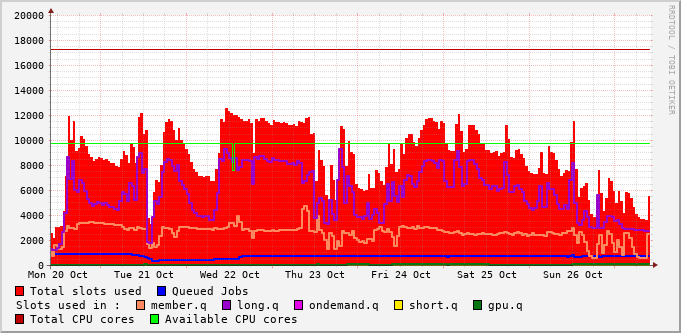 20000
18000
16000
14000
12000
10000
8000
6000
4000
2000
0
Mon 20 Oct Tue 21 Oct Wed 22 Oct Thu 23 Oct Fri 24 Oct Sat 25 Oct Sun 26 Oct
Total slots used Queued Jobs
Slots used in : member.q long.q ondemand.q short.q gpu.q
Total CPU cores Available CPU cores
RRDTOOL / TOBI OETIKER